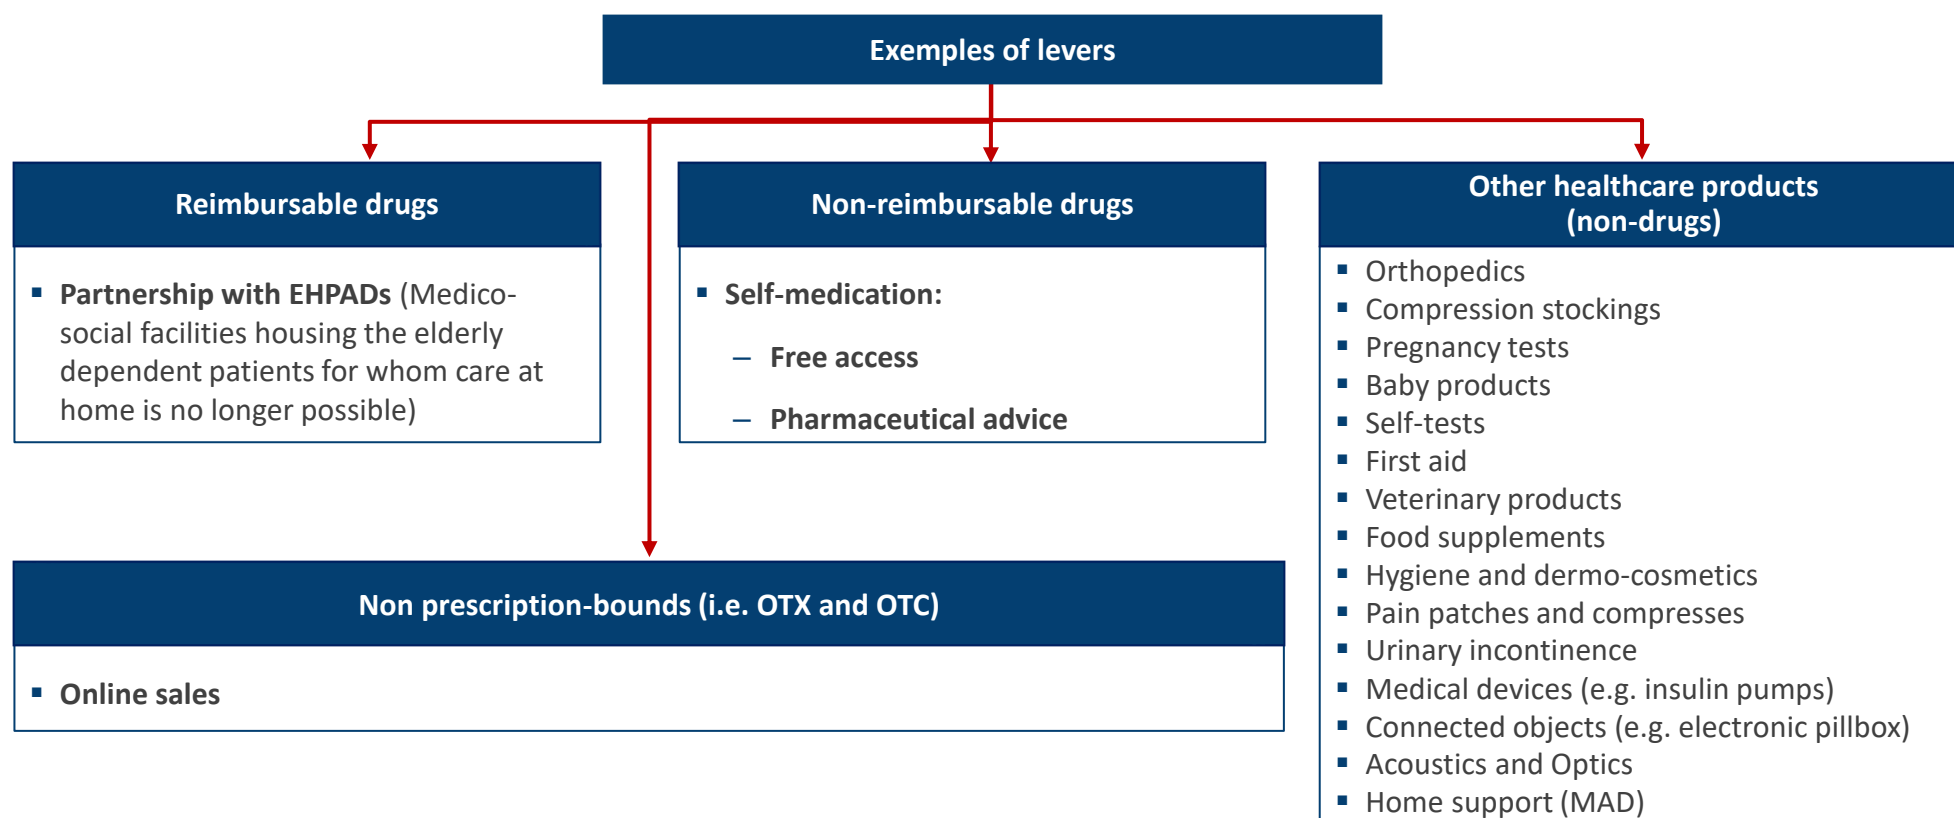 Exemples of levers
Reimbursable drugs
▪ Partnership with EHPADs (Medico-
social facilities housing the elderly
dependent patients for whom care at
home is no longer possible)
Non-reimbursable drugs
▪ Self-medication:
– Free access
– Pharmaceutical advice
Other healthcare products
(non-drugs)
▪ Orthopedics
▪ Compression stockings
▪ Pregnancy tests
▪ Baby products
▪ Self-tests
▪ First aid
▪ Veterinary products
▪ Food supplements
▪ Hygiene and dermo-cosmetics
▪ Pain patches and compresses
▪ Urinary incontinence
▪ Medical devices (e.g. insulin pumps)
▪ Connected objects (e.g. electronic pillbox)
▪ Acoustics and Optics
▪ Home support (MAD)
Non prescription-bounds (i.e. OTX and OTC)
▪ Online sales